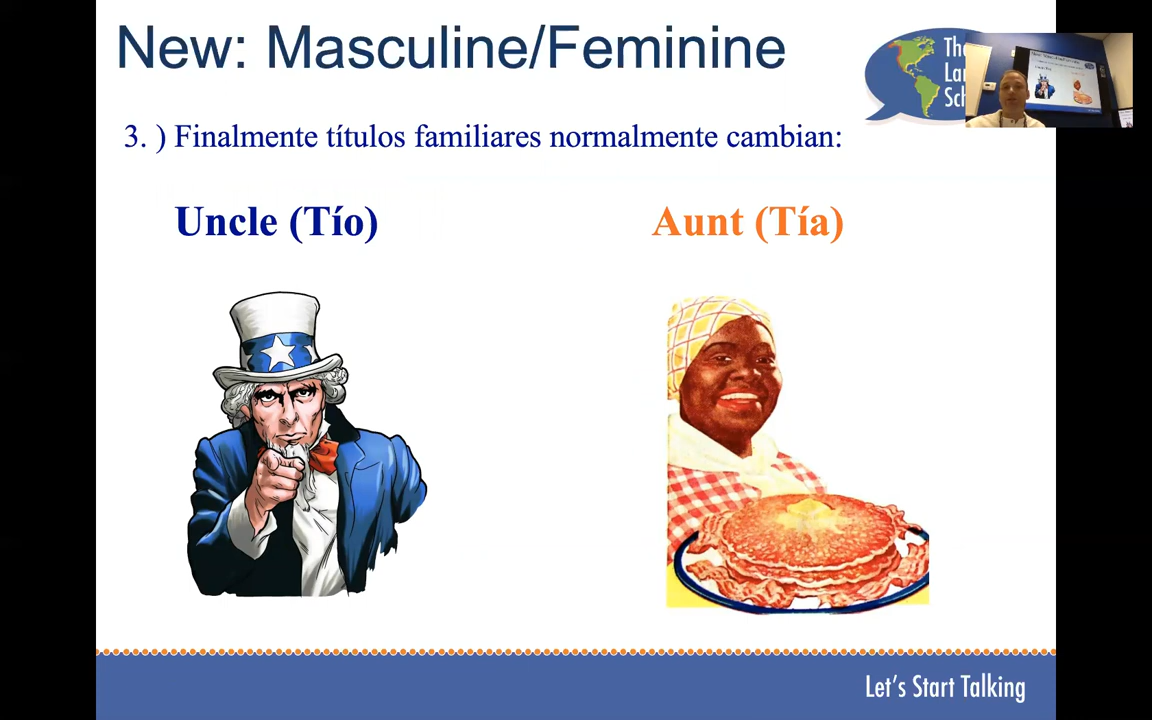 New: Masculine/Feminine
3. ) Finalmente títulos familiares normalmente cambian:
Uncle (Tío)
Aunt (Tía)
Let's Start Talking